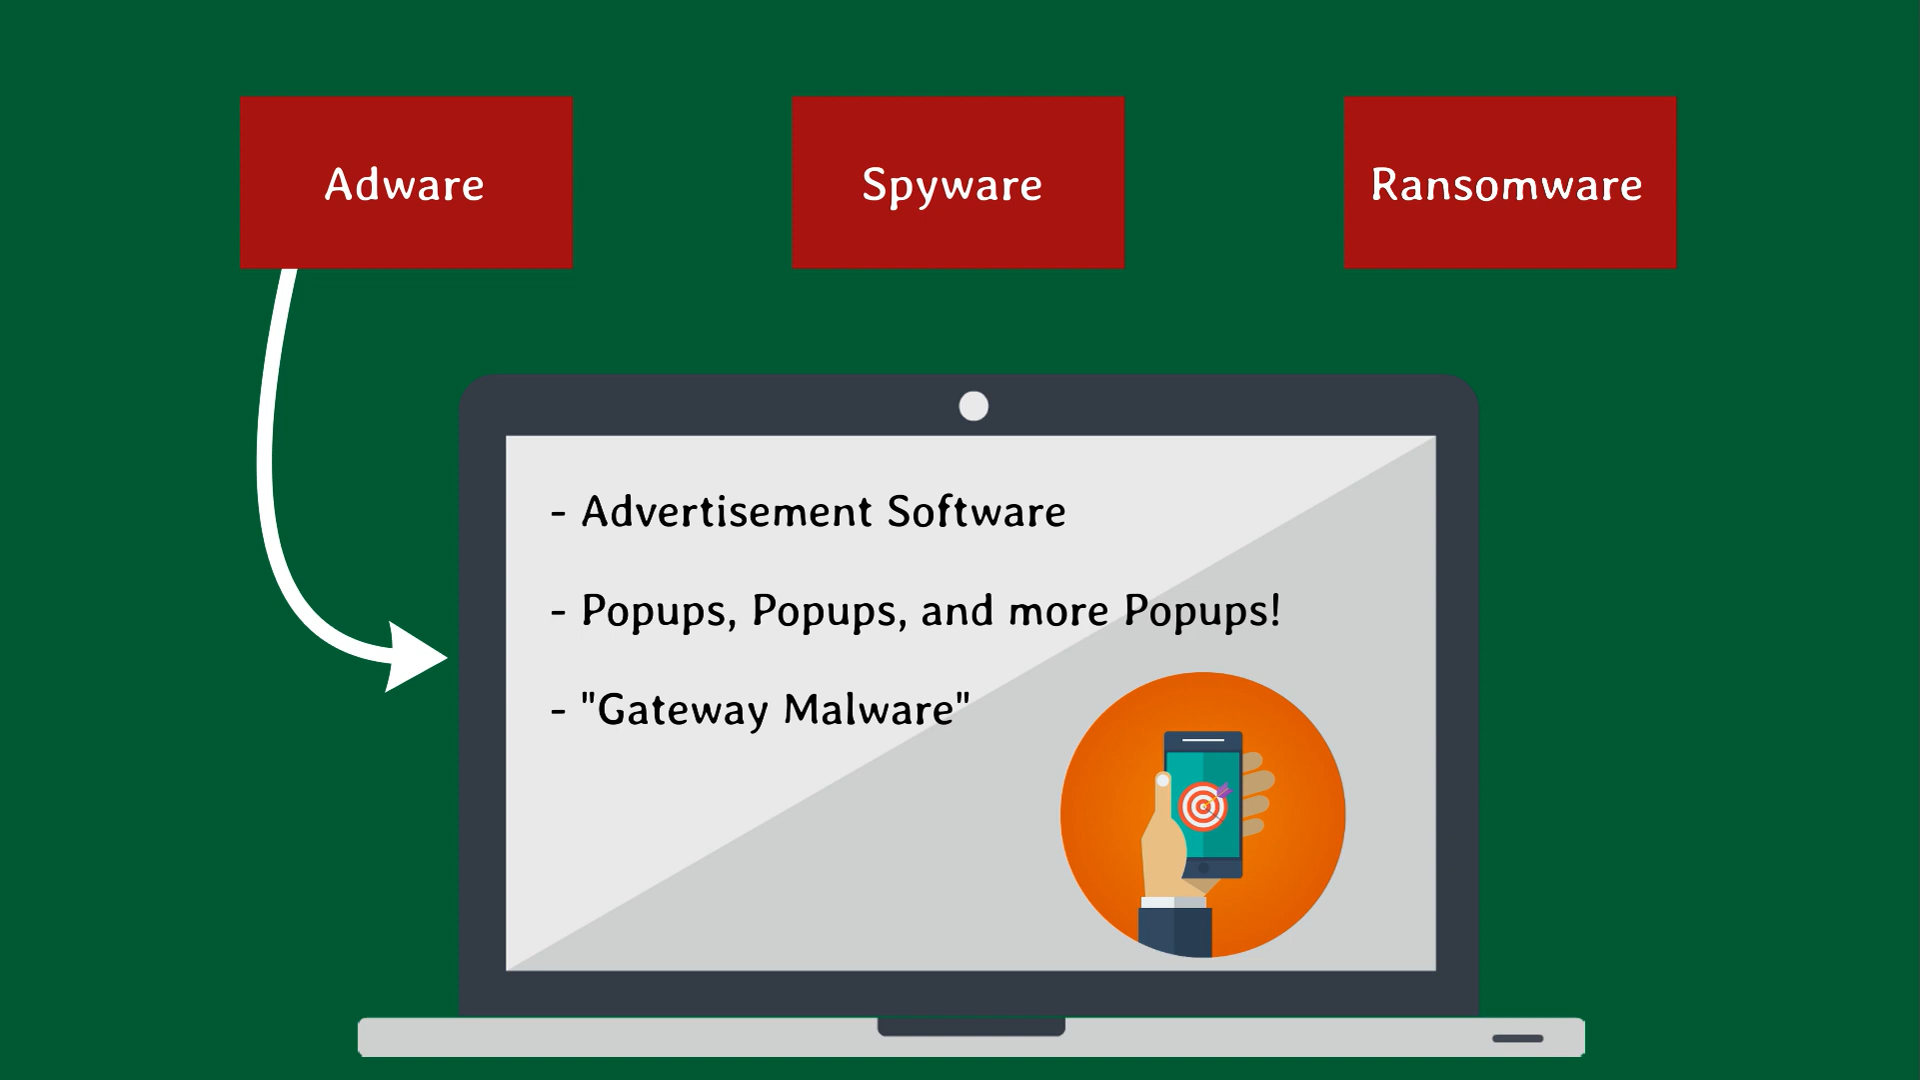 Adware
Spyware
Ransomware
- Advertisement Software
- Popups, Popups, and more Popups!
- "Gateway Malware"